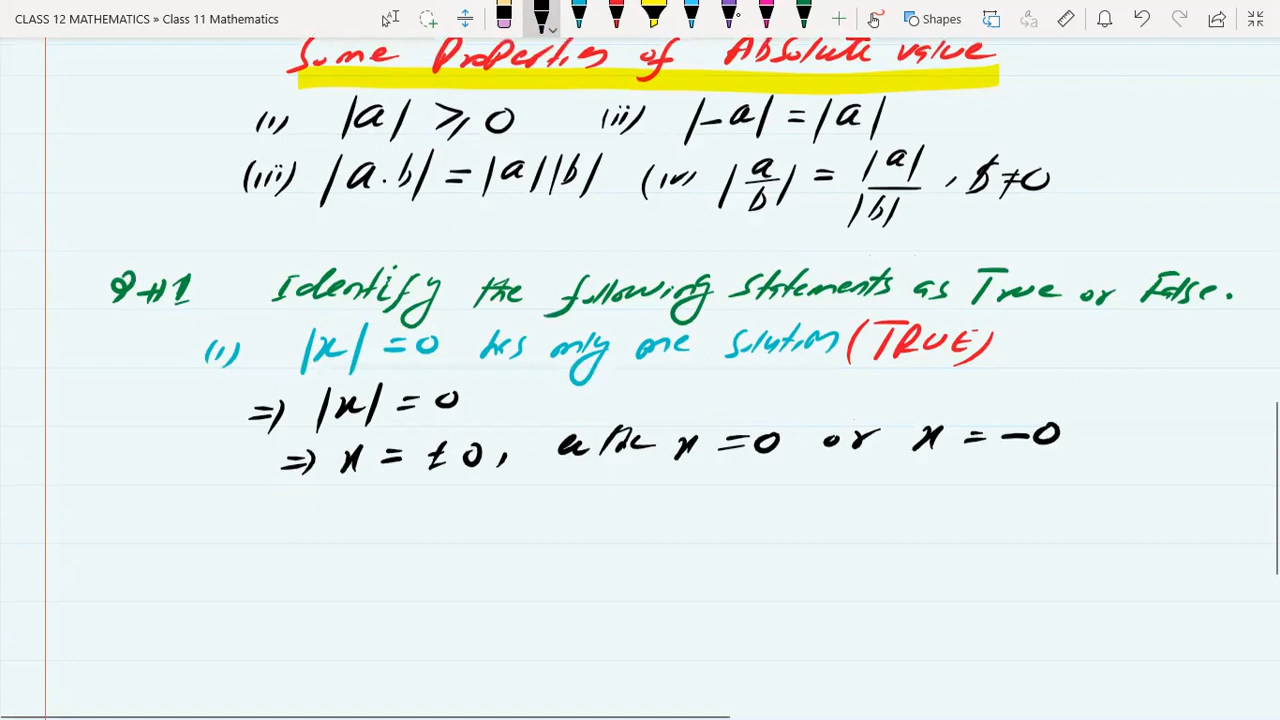 CLASS 12 MATHEMATICS » Class 11 Mathematics
Shapes
Some Properties of Absolute value
(i) |a| ⩾ 0 (ii) |-a| = |a|
(iii) |a·b| = |a||b| (iv) |a/b| = |a|/|b| , b ≠ 0
Q#1 Identify the following statements as True or False.
(i) |x| = 0 has only one solution (TRUE)
=> |x| = 0
=> x = ±0, x = 0 or x = -0